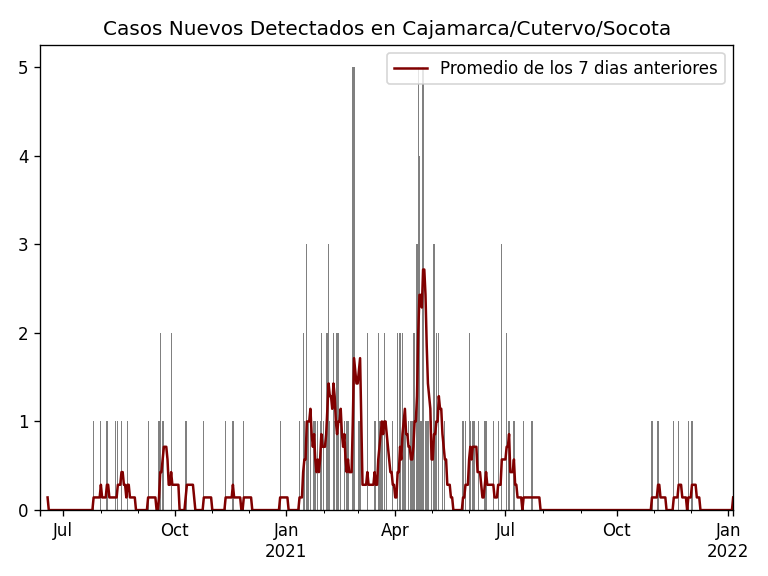 Casos Nuevos Detectados en Cajamarca/Cutervo/Socota
Promedio de los 7 dias anteriores
5
4
3
2
1
0
Jul Oct Jan Apr Jul Oct Jan
2021 2022